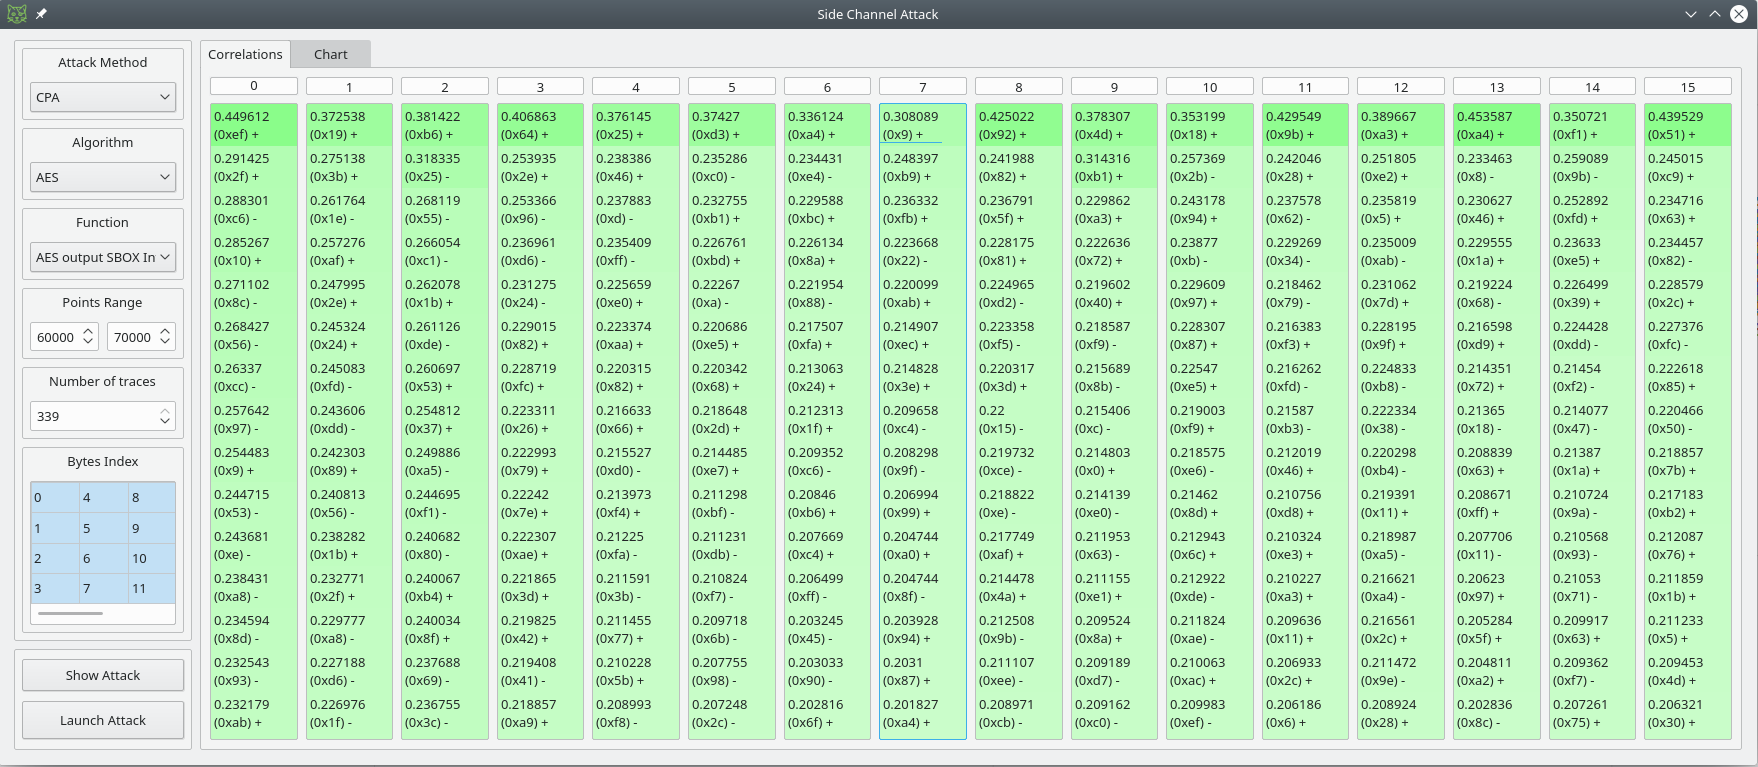 Side Channel Attack
Attack Method
CPA
Algorithm
AES
Function
AES output SBOX In
Points Range
60000 70000
Number of traces
339
Bytes Index
0 4 8
1 5 9
2 6 10
3 7 11
Show Attack
Launch Attack
Correlations Chart
0 1 2 3 4 5 6 7 8 9 10 11 12 13 14 15
0.449612 0.372538 0.381422 0.406863 0.376145 0.37427 0.336124 0.308089 0.425022 0.378307 0.353199 0.429549 0.389667 0.453587 0.350721 0.439529
(0xef) + (0x19) + (0xb6) + (0x64) + (0x25) + (0xd3) + (0xa4) + (0x9) + (0x92) + (0x4d) + (0x18) + (0x9b) + (0xa3) + (0xa4) + (0xf1) + (0x51) +
0.291425 0.275138 0.318335 0.253935 0.238386 0.235286 0.234431 0.248397 0.241988 0.314316 0.257369 0.242046 0.251805 0.233463 0.259089 0.245015
(0x2f) + (0x3b) + (0x25) - (0x2e) + (0x46) + (0xc0) - (0xe4) - (0xb9) + (0x82) + (0xb1) + (0x2b) - (0x28) + (0xe2) + (0x8) - (0x9b) - (0xc9) +
0.288301 0.261764 0.268119 0.253366 0.237883 0.232755 0.229588 0.236332 0.236791 0.229862 0.243178 0.237578 0.235819 0.230627 0.252892 0.234716
(0xc6) - (0x1e) - (0x55) - (0x96) - (0xd) - (0xb1) + (0xbc) + (0xfb) + (0x5f) + (0xa3) + (0x94) + (0x62) - (0x5) + (0x46) + (0xfd) + (0x63) +
0.285267 0.257276 0.266054 0.236961 0.235409 0.226761 0.226134 0.223668 0.228175 0.222636 0.23877 0.229269 0.235009 0.229555 0.23633 0.234457
(0x10) + (0xaf) + (0xc1) - (0xd6) - (0xff) - (0xbd) + (0x8a) + (0x22) - (0x81) + (0x72) + (0xb) - (0x34) - (0xab) - (0x1a) + (0xe5) + (0x82) -
0.271102 0.247995 0.262078 0.231275 0.225659 0.22267 0.221954 0.220099 0.224965 0.219602 0.229609 0.218462 0.231062 0.219224 0.226499 0.228579
(0x8c) - (0x2e) + (0x1b) + (0x24) - (0xe0) + (0xa) - (0x88) - (0xab) + (0xd2) - (0x40) + (0x97) + (0x79) - (0x7d) + (0x68) - (0x39) + (0x2c) +
0.268427 0.245324 0.261126 0.229015 0.223374 0.220686 0.217507 0.214907 0.223358 0.218587 0.228307 0.216383 0.228195 0.216598 0.224428 0.227376
(0x56) - (0x24) + (0xde) - (0x82) + (0xaa) + (0xe5) + (0xfa) + (0xec) + (0xf5) - (0xf9) - (0x87) + (0xf3) + (0x9f) + (0xd9) + (0xdd) - (0xfc) -
0.26337 0.245083 0.260697 0.228719 0.220315 0.220342 0.213063 0.214828 0.220317 0.215689 0.22547 0.216262 0.224833 0.214351 0.21454 0.222618
(0xcc) - (0xfd) - (0x53) + (0xfc) + (0x82) + (0x68) + (0x24) + (0x3e) + (0x3d) + (0x8b) - (0xe5) + (0xfd) - (0xb8) - (0x72) + (0xf2) - (0x85) +
0.257642 0.243606 0.254812 0.223311 0.216633 0.218648 0.212313 0.209658 0.22 0.215406 0.219003 0.21587 0.222334 0.21365 0.214077 0.220466
(0x97) - (0xdd) - (0x37) + (0x26) + (0x66) + (0x2d) + (0x1f) + (0xc4) - (0x15) - (0xc) - (0xf9) + (0xb3) - (0x38) - (0x18) - (0x47) - (0x50) -
0.254483 0.242303 0.249886 0.222993 0.215527 0.214485 0.209352 0.208298 0.219732 0.214803 0.218575 0.212019 0.220298 0.208839 0.21387 0.218857
(0x9) + (0x89) + (0xa5) - (0x79) + (0xd0) - (0xe7) + (0xc6) - (0x9f) - (0xce) - (0x0) + (0xe6) - (0x46) + (0xb4) - (0x63) + (0x1a) + (0x7b) +
0.244715 0.240813 0.244695 0.22242 0.213973 0.211298 0.20846 0.206994 0.218822 0.214139 0.21462 0.210756 0.219391 0.208671 0.210724 0.217183
(0x53) - (0x56) - (0xf1) - (0x7e) + (0xf4) + (0xbf) - (0xb6) + (0x99) + (0xe) - (0xe0) - (0x8d) + (0xd8) + (0x11) + (0xff) + (0x9a) - (0xb2) +
0.243681 0.238282 0.240682 0.222307 0.21225 0.211231 0.207669 0.204744 0.217749 0.211953 0.212943 0.210324 0.218987 0.207706 0.210568 0.212087
(0xe) - (0x1b) + (0x80) - (0xae) + (0xfa) - (0xdb) - (0xc4) + (0xa0) + (0xaf) + (0x63) - (0x6c) + (0xe3) + (0xa5) - (0x11) - (0x93) - (0x76) +
0.238431 0.232771 0.240067 0.221865 0.211591 0.210824 0.206499 0.204744 0.214478 0.211155 0.212922 0.210227 0.216621 0.20623 0.21053 0.211859
(0xa8) - (0x2f) + (0xb4) + (0x3d) + (0x3b) - (0xf7) - (0xff) - (0x8f) - (0x4a) + (0xe1) + (0xde) - (0xa3) + (0xa4) - (0x97) + (0x71) - (0x1b) +
0.234594 0.229777 0.240034 0.219825 0.211455 0.209718 0.203245 0.203928 0.212508 0.209524 0.211824 0.209636 0.216561 0.205284 0.209917 0.211233
(0x8d) - (0xa8) - (0x8f) + (0x42) + (0x77) + (0x6b) - (0x45) - (0x94) + (0x9b) - (0x8a) + (0xae) - (0x11) + (0x2c) + (0x5f) + (0x63) + (0x5) +
0.232543 0.227188 0.237688 0.219408 0.210228 0.207755 0.203033 0.2031 0.211107 0.209189 0.210063 0.206933 0.211472 0.204811 0.209362 0.209453
(0x93) - (0xd6) - (0x69) - (0x41) - (0x5b) + (0x98) - (0x90) - (0x87) + (0xee) - (0xd7) - (0xac) + (0x2c) + (0x9e) - (0xa2) + (0xf7) - (0x4d) +
0.232179 0.226976 0.236755 0.218857 0.208993 0.207248 0.202816 0.201827 0.208971 0.209162 0.209983 0.206186 0.208924 0.202836 0.207261 0.206321
(0xab) + (0x1f) - (0x3c) - (0xa9) + (0xf8) - (0x2c) - (0x6f) + (0xa4) + (0xcb) - (0xc0) - (0xef) - (0x6) + (0x28) + (0x8c) - (0x75) + (0x30) +